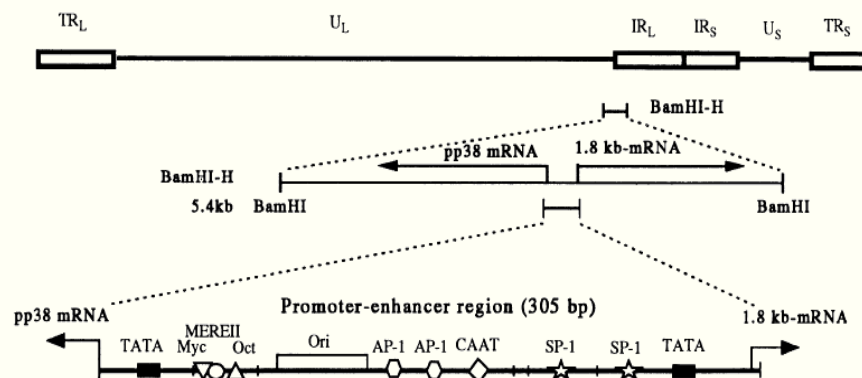 TRL UL IRL IRS US TRS
BamHI-H
pp38 mRNA 1.8 kb-mRNA
BamHI-H
5.4kb BamHI BamHI
Promoter-enhancer region (305 bp)
pp38 mRNA 1.8 kb-mRNA
MEREII
TATA Myc Oct Ori AP-1 AP-1 CAAT SP-1 SP-1 TATA